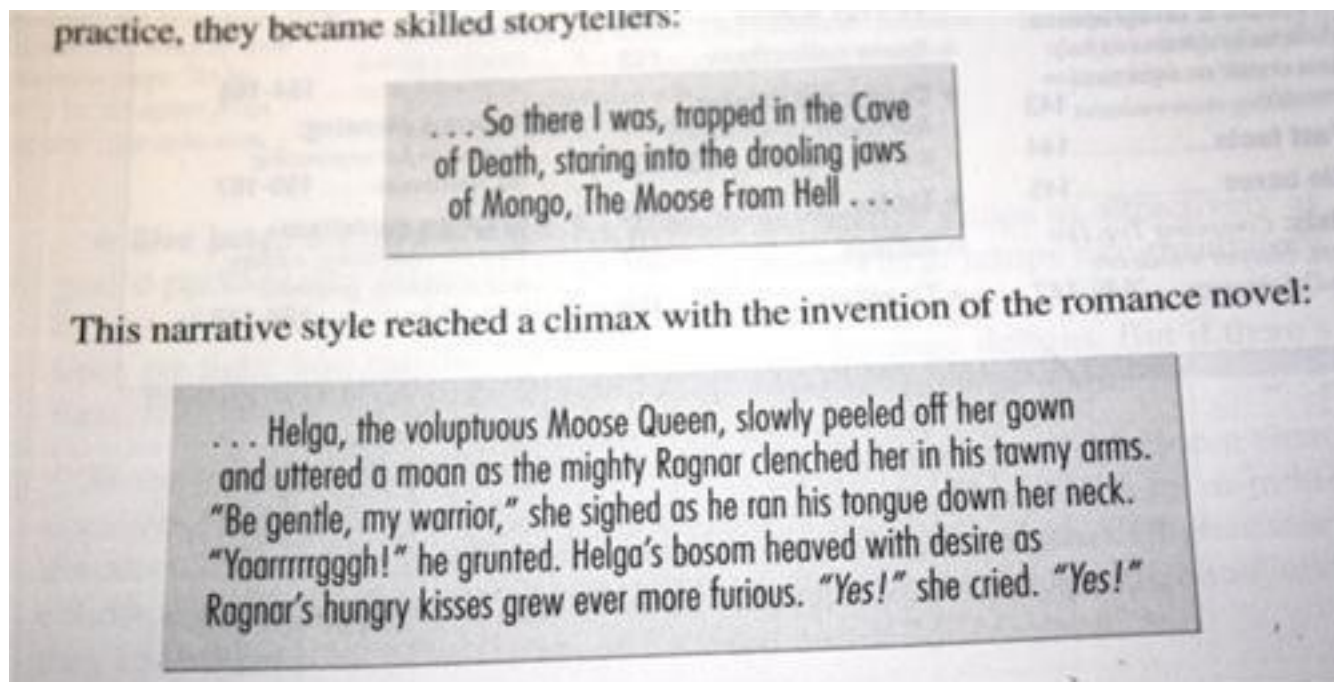 practice, they became skilled storytellers:
. . . So there I was, trapped in the Cave
of Death, staring into the drooling jaws
of Mongo, The Moose From Hell . . .
This narrative style reached a climax with the invention of the romance novel:
. . . Helga, the voluptuous Moose Queen, slowly peeled off her gown
and uttered a moan as the mighty Ragnar clenched her in his tawny arms.
“Be gentle, my warrior,” she sighed as he ran his tongue down her neck.
“Yaarrrrrgggh!” he grunted. Helga’s bosom heaved with desire as
Ragnar’s hungry kisses grew ever more furious. “Yes!” she cried. “Yes!”